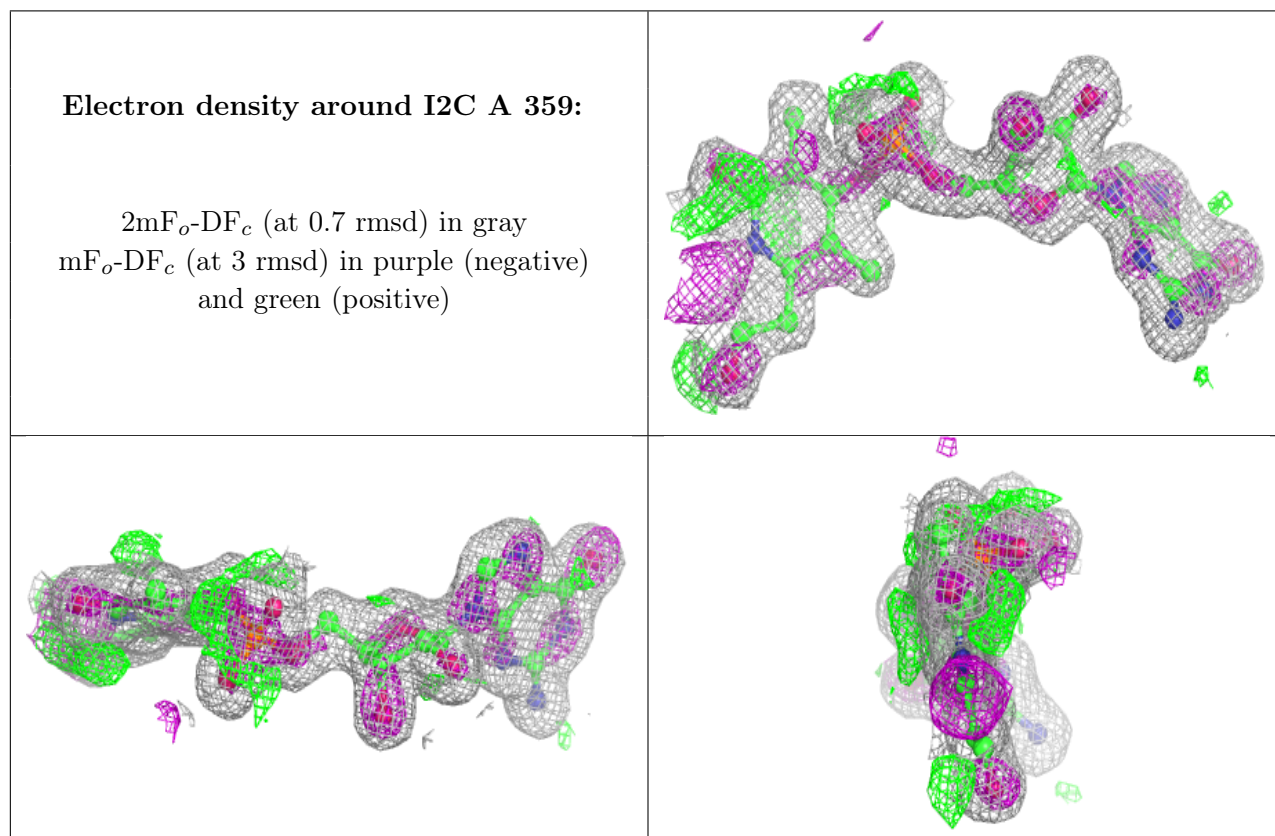 Electron density around I2C A 359:
2mFo-DFc (at 0.7 rmsd) in gray
mFo-DFc (at 3 rmsd) in purple (negative)
and green (positive)